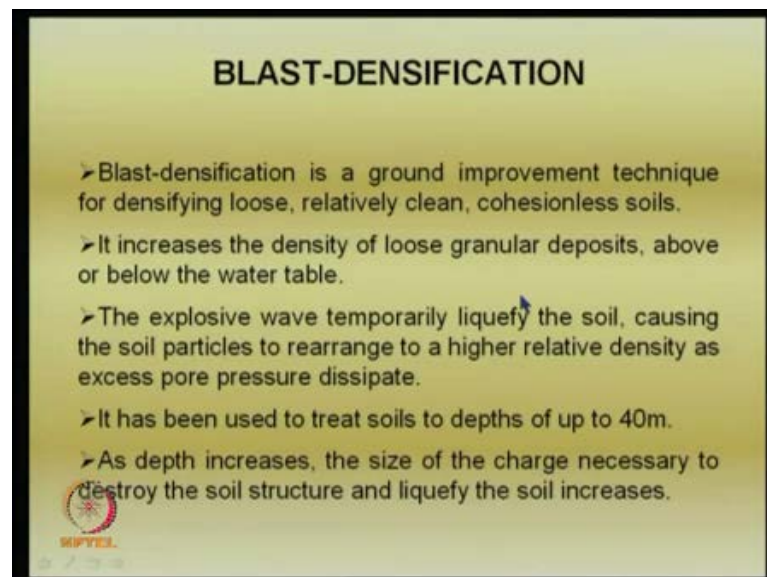 BLAST-DENSIFICATION
➢Blast-densification is a ground improvement technique
for densifying loose, relatively clean, cohesionless soils.
➢It increases the density of loose granular deposits, above
or below the water table.
➢The explosive wave temporarily liquefy the soil, causing
the soil particles to rearrange to a higher relative density as
excess pore pressure dissipate.
➢It has been used to treat soils to depths of up to 40m.
➢As depth increases, the size of the charge necessary to
destroy the soil structure and liquefy the soil increases.
NPTEL